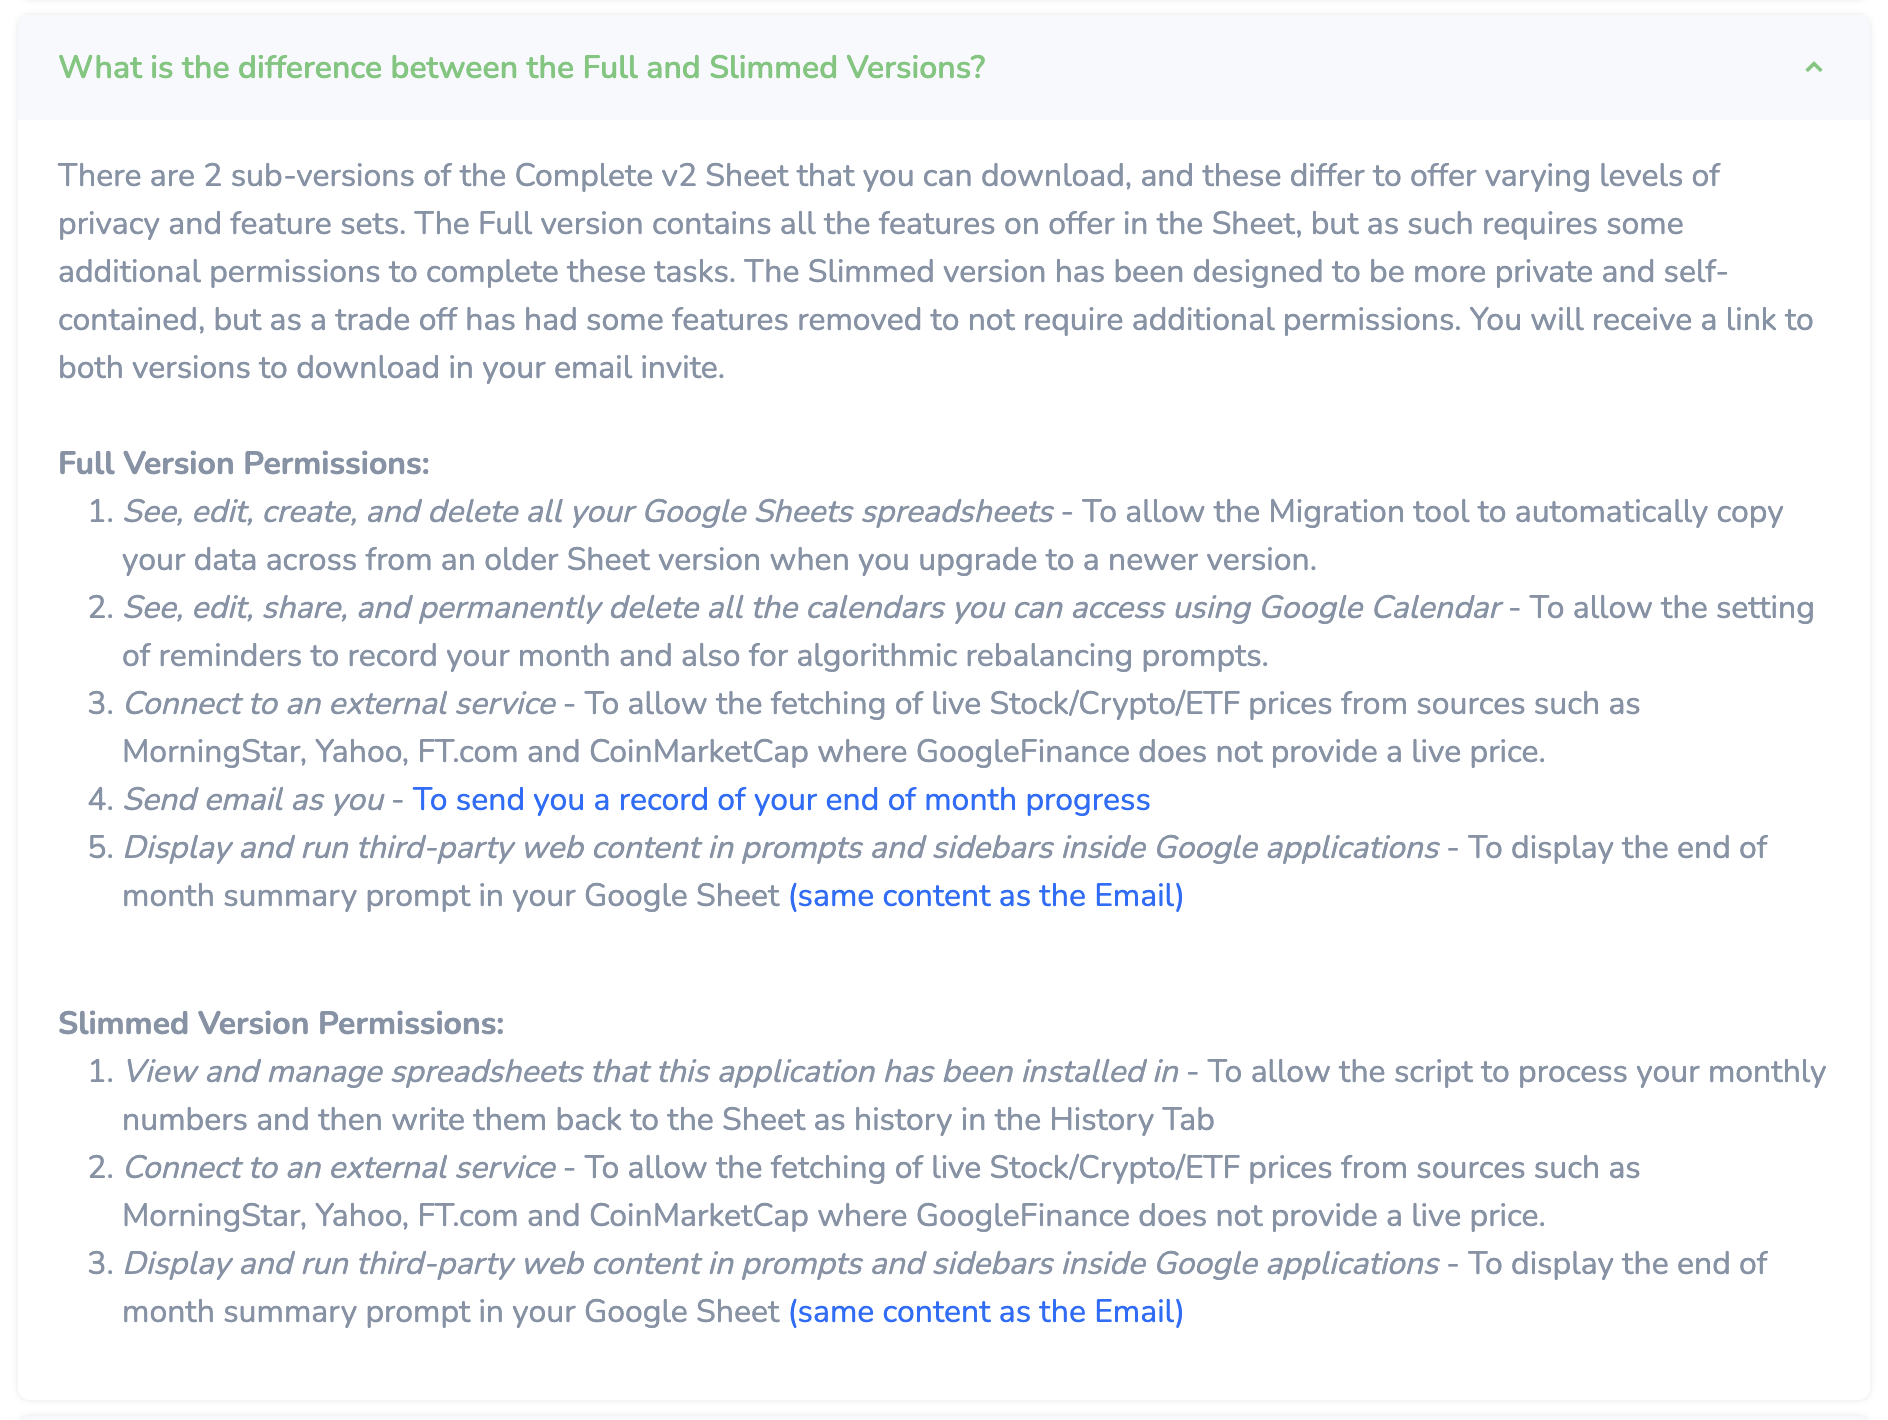 What is the difference between the Full and Slimmed Versions?
There are 2 sub-versions of the Complete v2 Sheet that you can download, and these differ to offer varying levels of
privacy and feature sets. The Full version contains all the features on offer in the Sheet, but as such requires some
additional permissions to complete these tasks. The Slimmed version has been designed to be more private and self-
contained, but as a trade off has had some features removed to not require additional permissions. You will receive a link to
both versions to download in your email invite.
Full Version Permissions:
1. See, edit, create, and delete all your Google Sheets spreadsheets - To allow the Migration tool to automatically copy
your data across from an older Sheet version when you upgrade to a newer version.
2. See, edit, share, and permanently delete all the calendars you can access using Google Calendar - To allow the setting
of reminders to record your month and also for algorithmic rebalancing prompts.
3. Connect to an external service - To allow the fetching of live Stock/Crypto/ETF prices from sources such as
MorningStar, Yahoo, FT.com and CoinMarketCap where GoogleFinance does not provide a live price.
4. Send email as you - To send you a record of your end of month progress
5. Display and run third-party web content in prompts and sidebars inside Google applications - To display the end of
month summary prompt in your Google Sheet (same content as the Email)
Slimmed Version Permissions:
1. View and manage spreadsheets that this application has been installed in - To allow the script to process your monthly
numbers and then write them back to the Sheet as history in the History Tab
2. Connect to an external service - To allow the fetching of live Stock/Crypto/ETF prices from sources such as
MorningStar, Yahoo, FT.com and CoinMarketCap where GoogleFinance does not provide a live price.
3. Display and run third-party web content in prompts and sidebars inside Google applications - To display the end of
month summary prompt in your Google Sheet (same content as the Email)